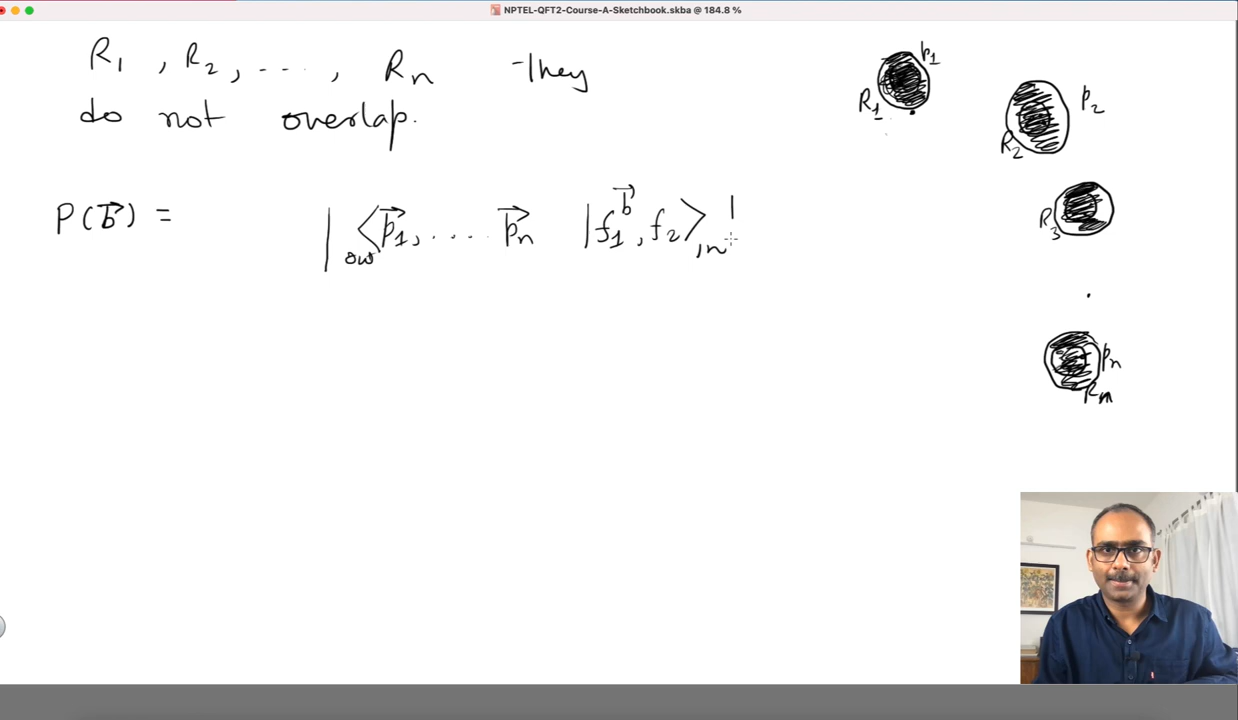 NPTEL-QFT2-Course-A-Sketchbook.skba @ 184.8 %
R₁ , R₂ , .... , Rₙ They
do not overlap.
P(b⃗) = | out⟨p⃗₁, .... p⃗ₙ | f₁^b⃗ , f₂⟩ᵢₙ |
p₁
R₁
p₂
R₂
R₃
pₙ
Rₙ